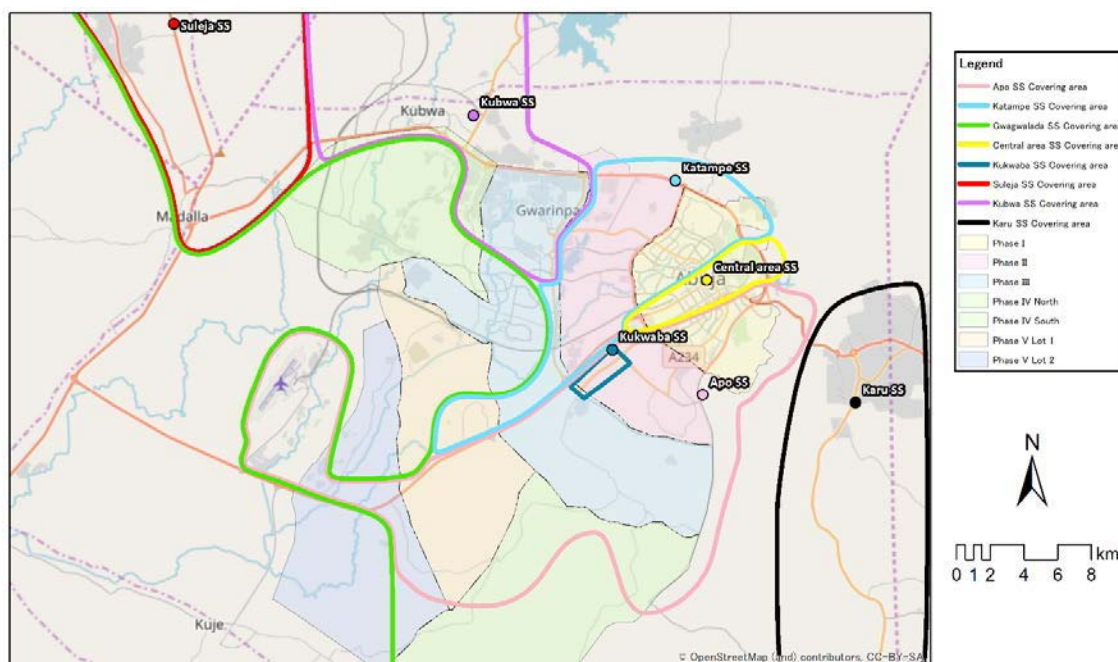 Suleja SS
Kubwa
Kubwa SS
Katampe SS
Madalla
Gwarinpa
Central area SS
Abuja
Kukwaba SS
A234
Apo SS
Karu SS
Kuje
© OpenStreetMap (and) contributors, CC-BY-SA
Legend
Apo SS Covering area
Katampe SS Covering area
Gwagwalada SS Covering area
Central area SS Covering area
Kukwaba SS Covering area
Suleja SS Covering area
Kubwa SS Covering area
Karu SS Covering area
Phase I
Phase II
Phase III
Phase IV North
Phase IV South
Phase V Lot 1
Phase V Lot 2
N
km
0 1 2 4 6 8